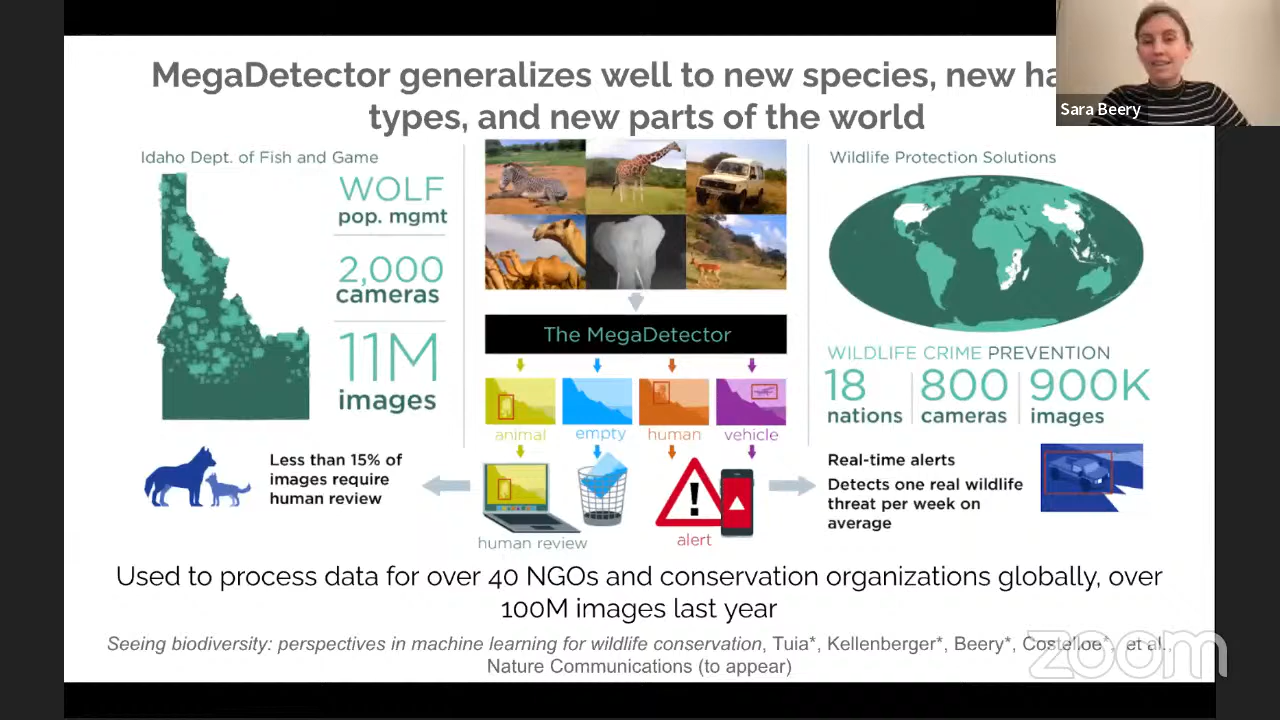 MegaDetector generalizes well to new species, new ha
types, and new parts of the world
Sara Beery
Idaho Dept. of Fish and Game
WOLF
pop. mgmt
2,000
cameras
11M
images
Less than 15% of
images require
human review
The MegaDetector
animal empty human vehicle
human review
alert
Wildlife Protection Solutions
WILDLIFE CRIME PREVENTION
18 800 900K
nations cameras images
Real-time alerts
Detects one real wildlife
threat per week on
average
Used to process data for over 40 NGOs and conservation organizations globally, over
100M images last year
Seeing biodiversity: perspectives in machine learning for wildlife conservation, Tuia*, Kellenberger*, Beery*, Costelloe*, et al.,
Nature Communications (to appear)
zoom